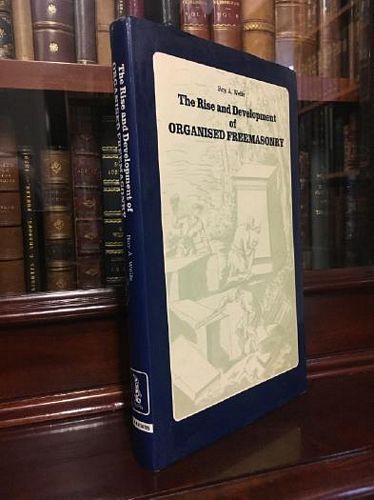 Roy A. Wells
The Rise and Development
of
ORGANISED FREEMASONRY
The Rise and Development of
ORGANISED FREEMASONRY
Roy A. Wells